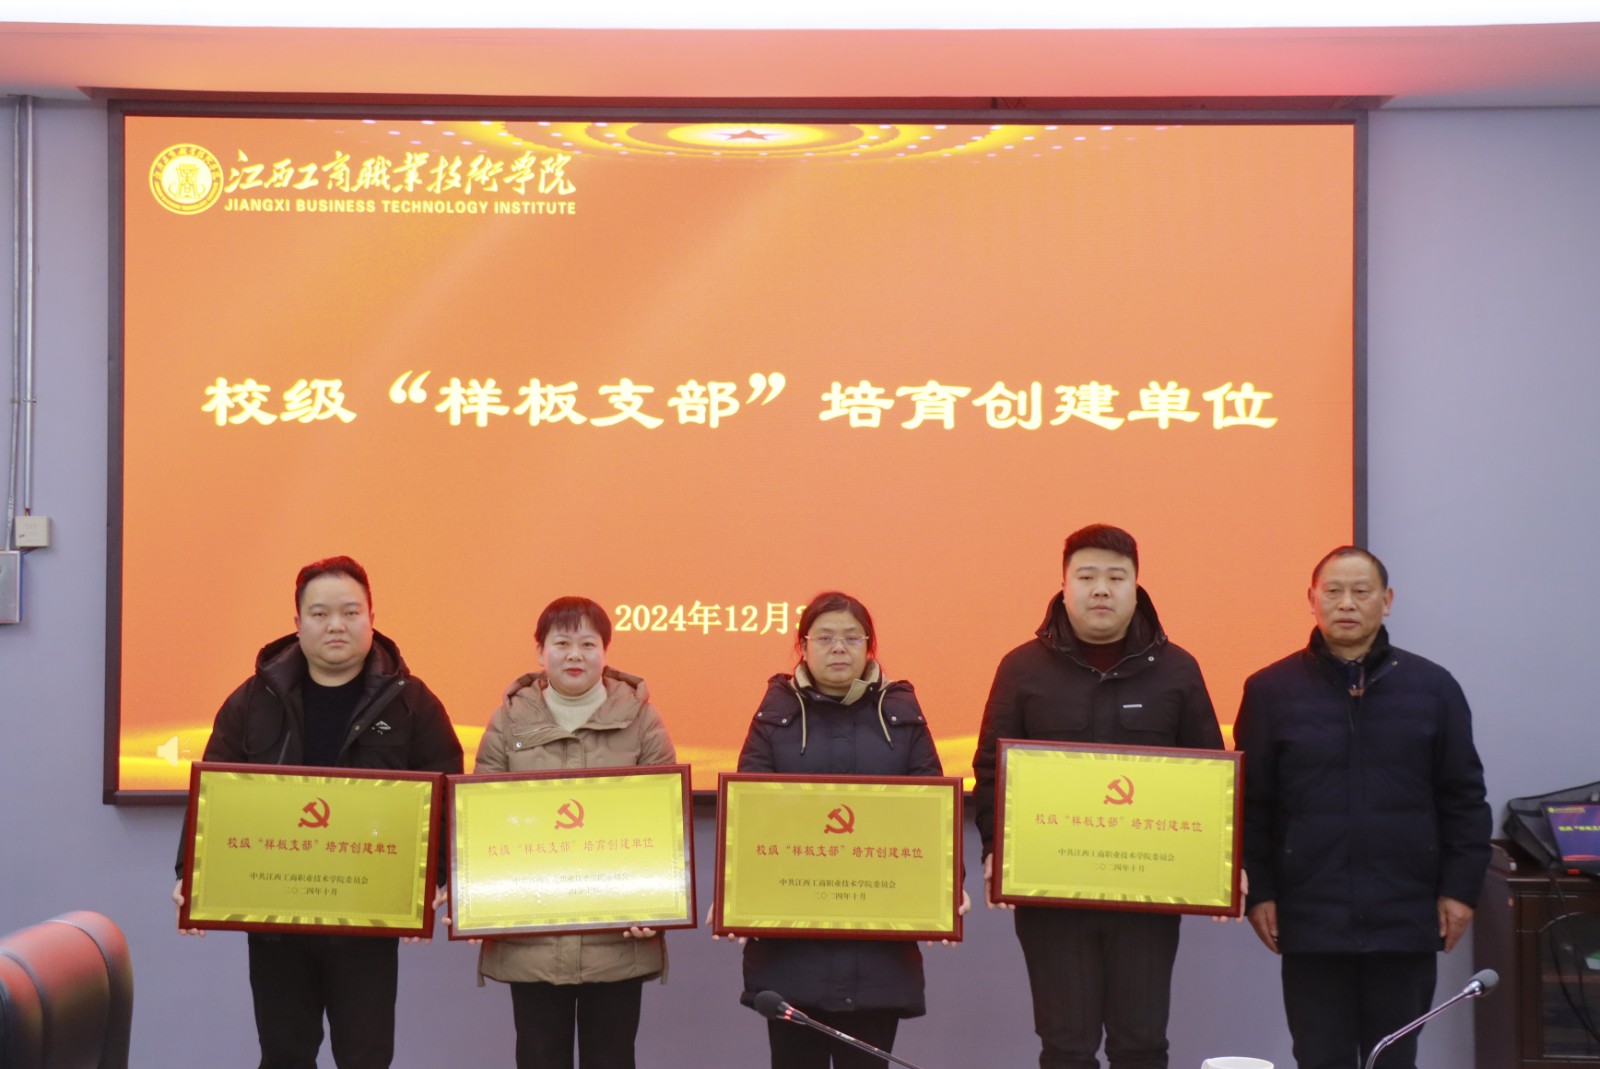 江西工商職業技術学院
JIANGXI BUSINESS TECHNOLOGY INSTITUTE
校级“样板支部”培育创建单位
2024年12月3
校级“样板支部”培育创建单位
中共江西工商职业技术学院委员会
二〇二四年十月
校级“样板支部”培育创建单位
校级“样板支部”培育创建单位
中共江西工商职业技术学院委员会
二〇二四年十月
校级“样板支部”培育创建单位
中共江西工商职业技术学院委员会
二〇二四年十月